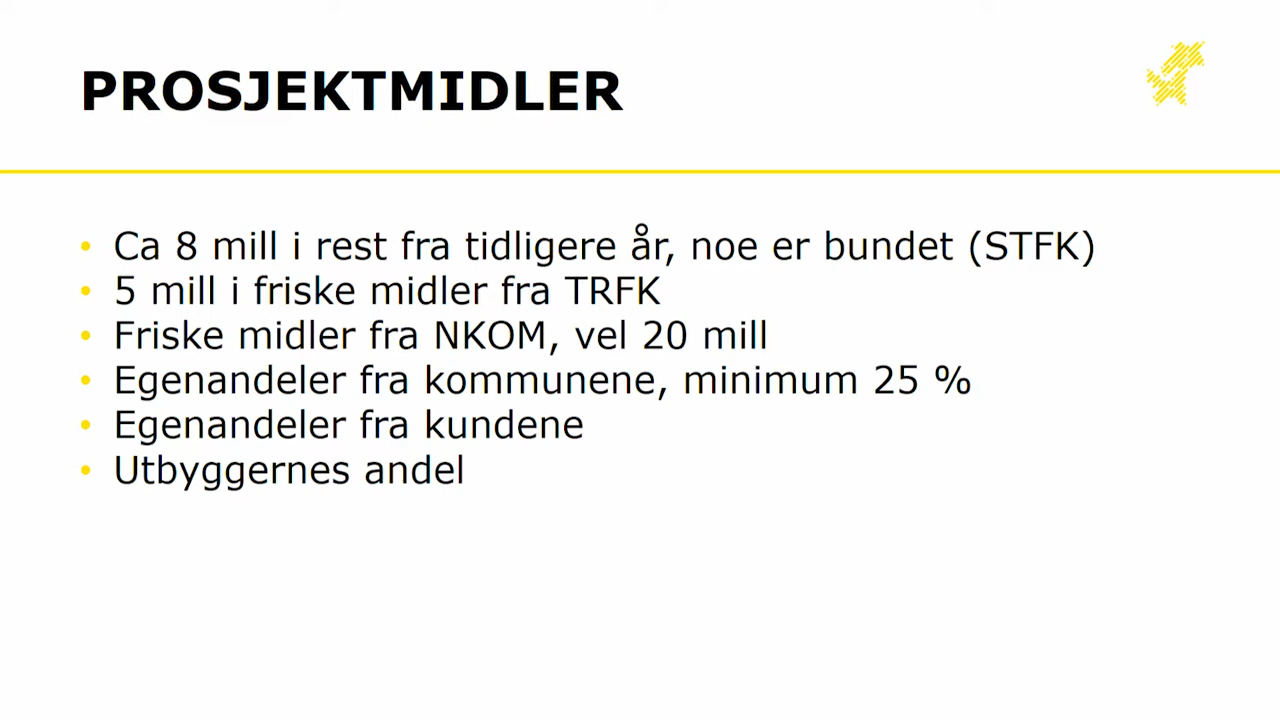 PROSJEKTMIDLER
• Ca 8 mill i rest fra tidligere år, noe er bundet (STFK)
• 5 mill i friske midler fra TRFK
• Friske midler fra NKOM, vel 20 mill
• Egenandeler fra kommunene, minimum 25 %
• Egenandeler fra kundene
• Utbyggernes andel